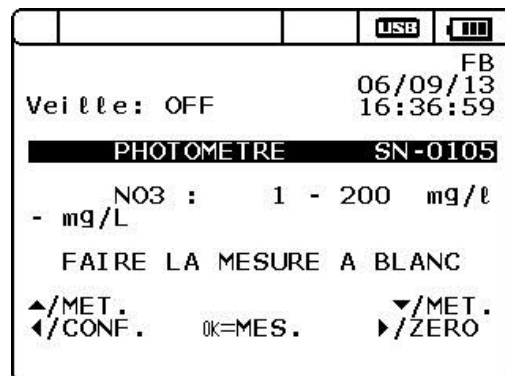 USB
FB
06/09/13
Veille: OFF 16:36:59
PHOTOMETRE SN-0105
NO3 : 1 - 200 mg/ℓ
- mg/L
FAIRE LA MESURE A BLANC
▲/MET. ▼/MET.
◀/CONF. OK=MES. ▶/ZERO